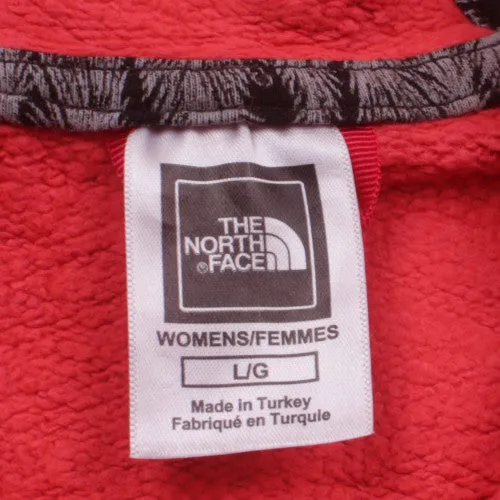 THE
NORTH
®FACE
WOMENS/FEMMES
L/G
Made in Turkey
Fabriqué en Turquie